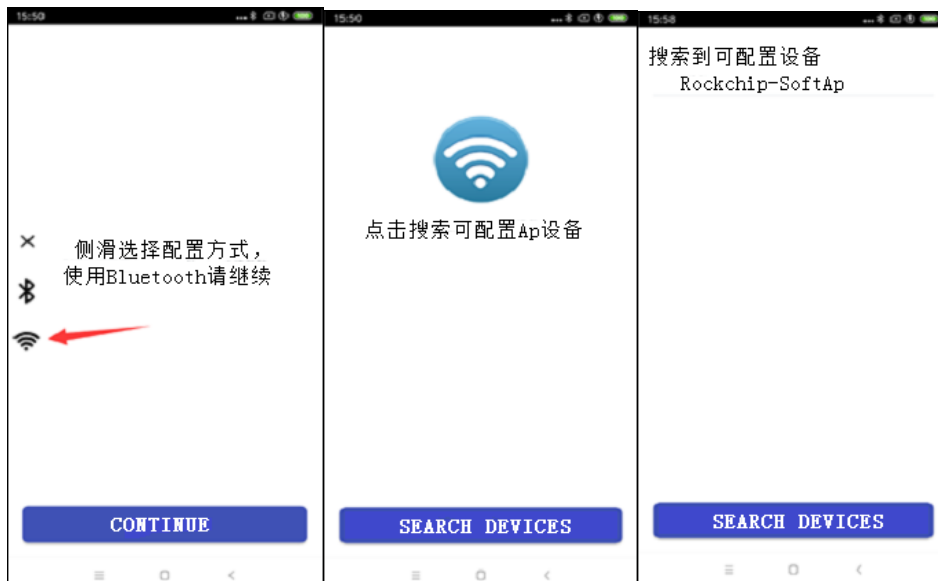 15:50
侧滑选择配置方式，
使用Bluetooth请继续
CONTINUE
15:50
点击搜索可配置Ap设备
SEARCH DEVICES
15:58
搜索到可配置设备
Rockchip-SoftAp
SEARCH DEVICES